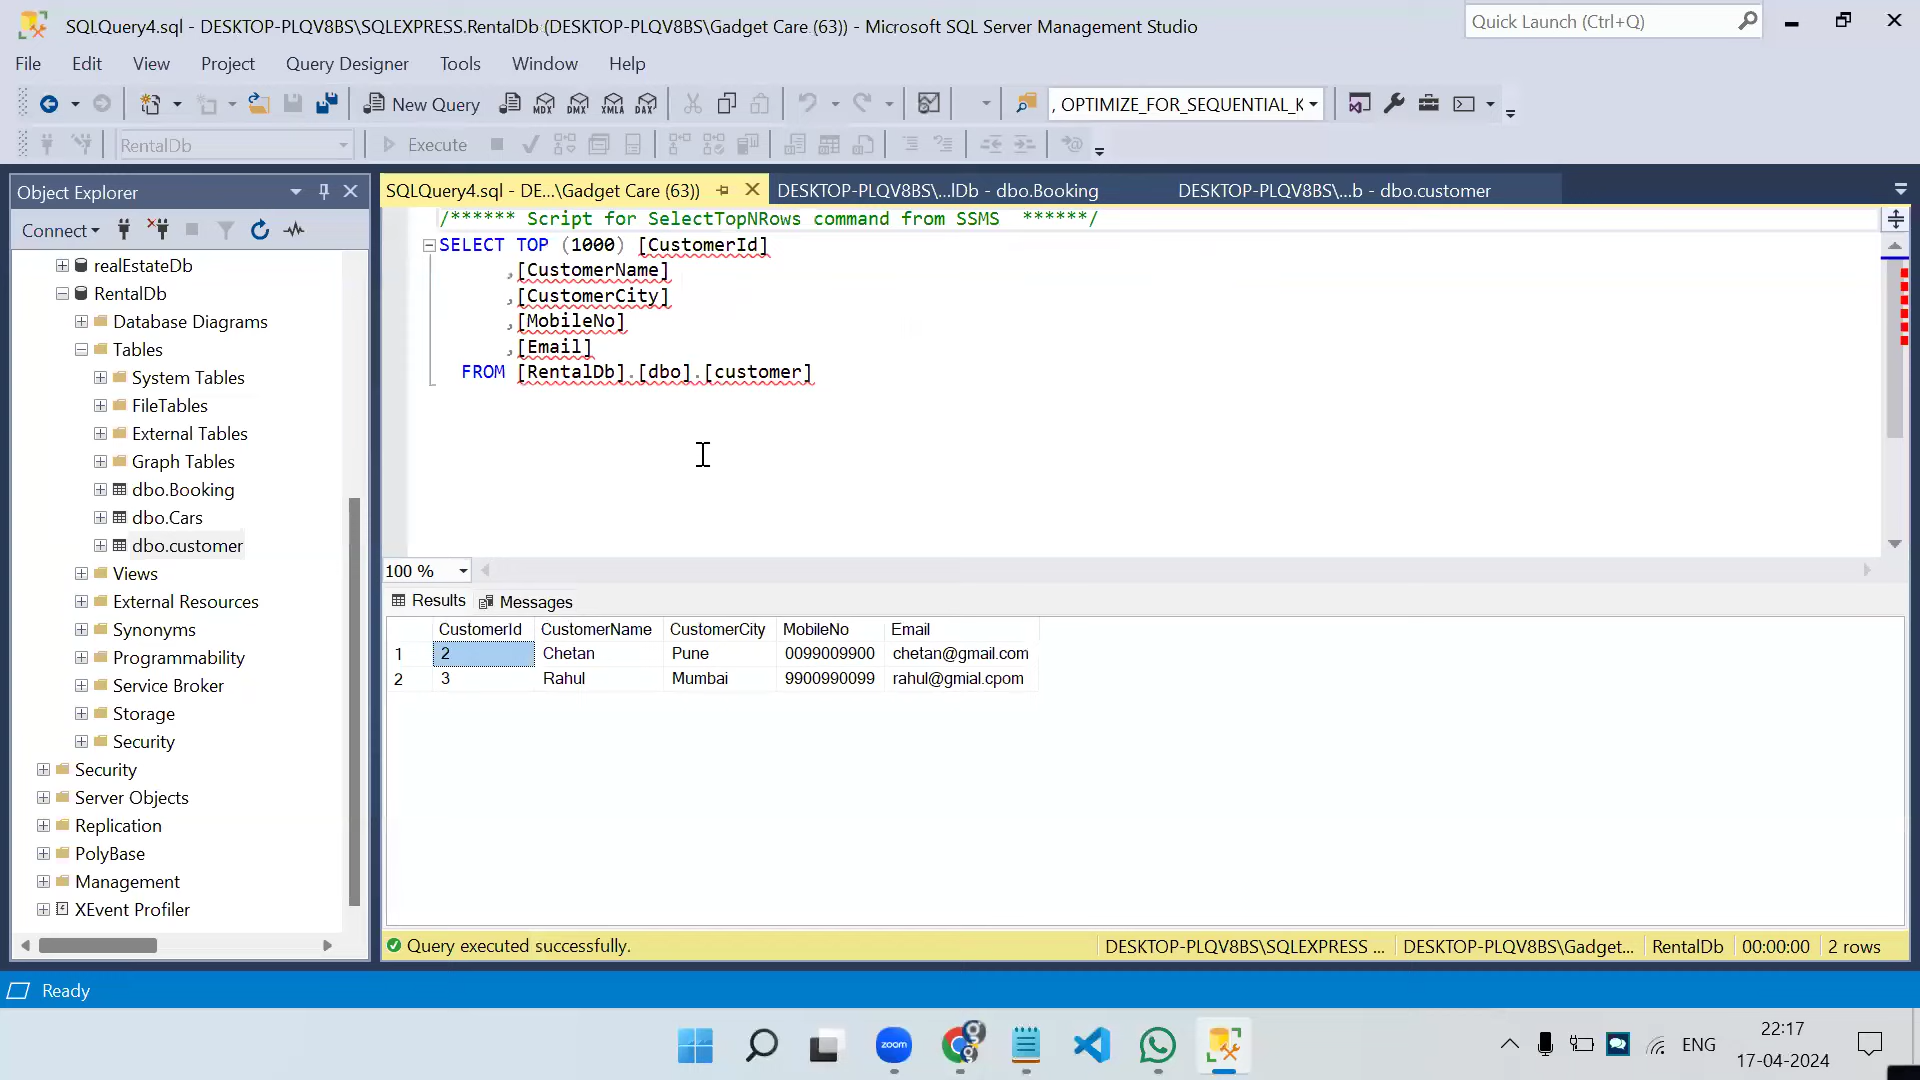 SQLQuery4.sql - DESKTOP-PLQV8BS\SQLEXPRESS.RentalDb (DESKTOP-PLQV8BS\Gadget Care (63)) - Microsoft SQL Server Management Studio
Quick Launch (Ctrl+Q)
File Edit View Project Query Designer Tools Window Help
New Query MDX DMX XMLA DAX , OPTIMIZE_FOR_SEQUENTIAL_K
RentalDb Execute
Object Explorer
Connect
realEstateDb
RentalDb
Database Diagrams
Tables
System Tables
FileTables
External Tables
Graph Tables
dbo.Booking
dbo.Cars
dbo.customer
Views
External Resources
Synonyms
Programmability
Service Broker
Storage
Security
Security
Server Objects
Replication
PolyBase
Management
XEvent Profiler
SQLQuery4.sql - DE...\Gadget Care (63)) DESKTOP-PLQV8BS\...lDb - dbo.Booking DESKTOP-PLQV8BS\...b - dbo.customer
/****** Script for SelectTopNRows command from SSMS  ******/
SELECT TOP (1000) [CustomerId]
,[CustomerName]
,[CustomerCity]
,[MobileNo]
,[Email]
FROM [RentalDb].[dbo].[customer]
100 %
Results Messages
CustomerId CustomerName CustomerCity MobileNo Email
1 2 Chetan Pune 0099009900 chetan@gmail.com
2 3 Rahul Mumbai 9900990099 rahul@gmial.cpom
Query executed successfully. DESKTOP-PLQV8BS\SQLEXPRESS ... DESKTOP-PLQV8BS\Gadget... RentalDb 00:00:00 2 rows
Ready
zoom
ENG
22:17
17-04-2024